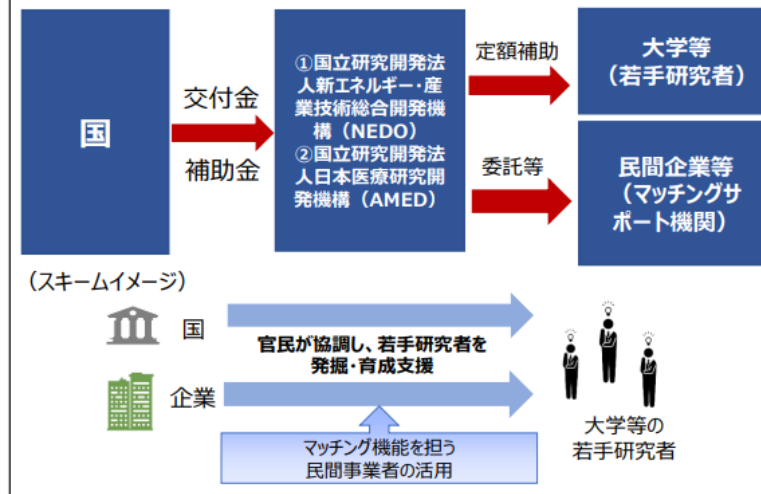 国
交付金
補助金
①国立研究開発法
人新エネルギー・産
業技術総合開発機
構（NEDO）
②国立研究開発法
人日本医療研究開
発機構（AMED）
定額補助
大学等
（若手研究者）
委託等
民間企業等
（マッチングサ
ポート機関）
（スキームイメージ）
国
官民が協調し、若手研究者を
発掘・育成支援
企業
マッチング機能を担う
民間事業者の活用
大学等の
若手研究者